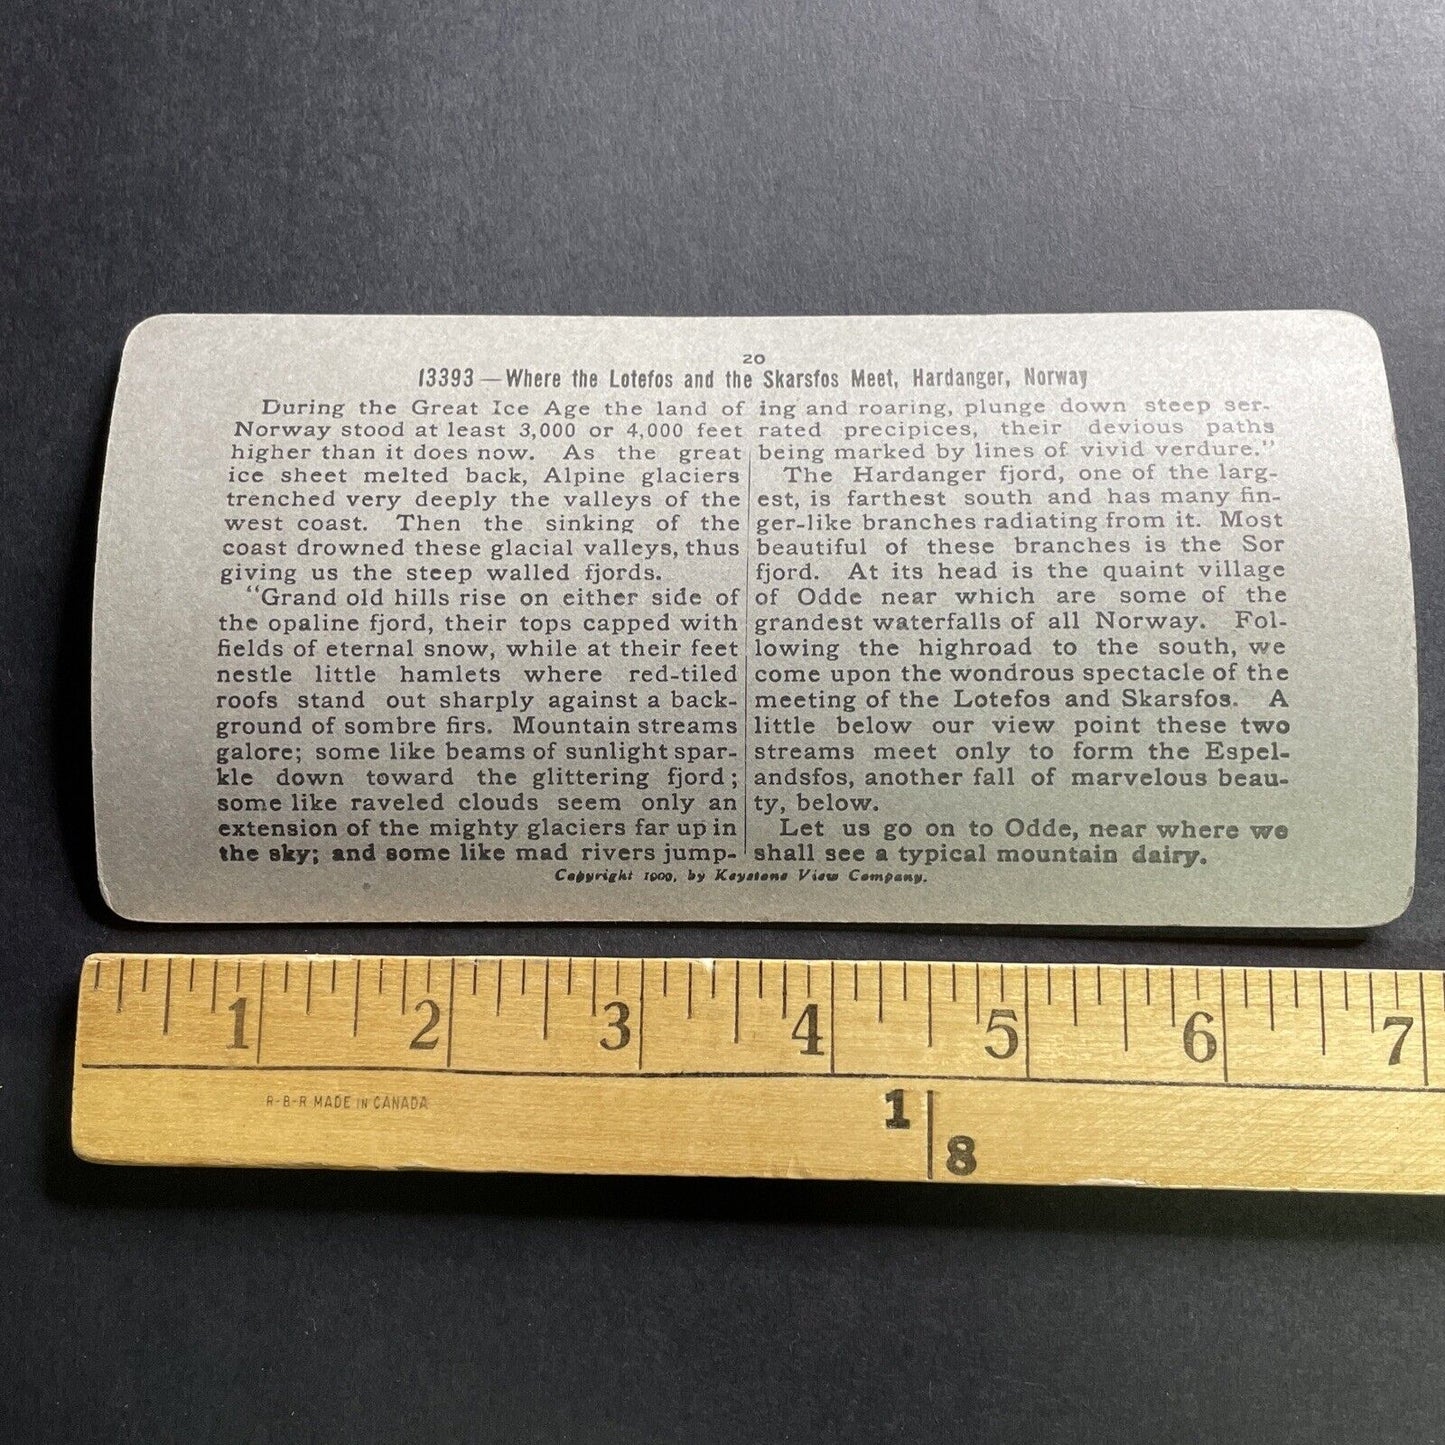 20
13393—Where the Lotefos and the Skarsfos Meet, Hardanger, Norway
During the Great Ice Age the land of
Norway stood at least 3,000 or 4,000 feet
higher than it does now. As the great
ice sheet melted back, Alpine glaciers
trenched very deeply the valleys of the
west coast. Then the sinking of the
coast drowned these glacial valleys, thus
giving us the steep walled fjords.
"Grand old hills rise on either side of
the opaline fjord, their tops capped with
fields of eternal snow, while at their feet
nestle little hamlets where red-tiled
roofs stand out sharply against a back-
ground of sombre firs. Mountain streams
galore; some like beams of sunlight spar-
kle down toward the glittering fjord;
some like raveled clouds seem only an
extension of the mighty glaciers far up in
the sky; and some like mad rivers jump-
ing and roaring, plunge down steep ser-
rated precipices, their devious paths
being marked by lines of vivid verdure."
The Hardanger fjord, one of the larg-
est, is farthest south and has many fin-
ger-like branches radiating from it. Most
beautiful of these branches is the Sor
fjord. At its head is the quaint village
of Odde near which are some of the
grandest waterfalls of all Norway. Fol-
lowing the highroad to the south, we
come upon the wondrous spectacle of the
meeting of the Lotefos and Skarsfos. A
little below our view point these two
streams meet only to form the Espel-
andsfos, another fall of marvelous beau-
ty, below.
Let us go on to Odde, near where we
shall see a typical mountain dairy.
Copyright 1909, by Keystone View Company.
1 2 3 4 5 6 7
R-B-R MADE IN CANADA
1
8